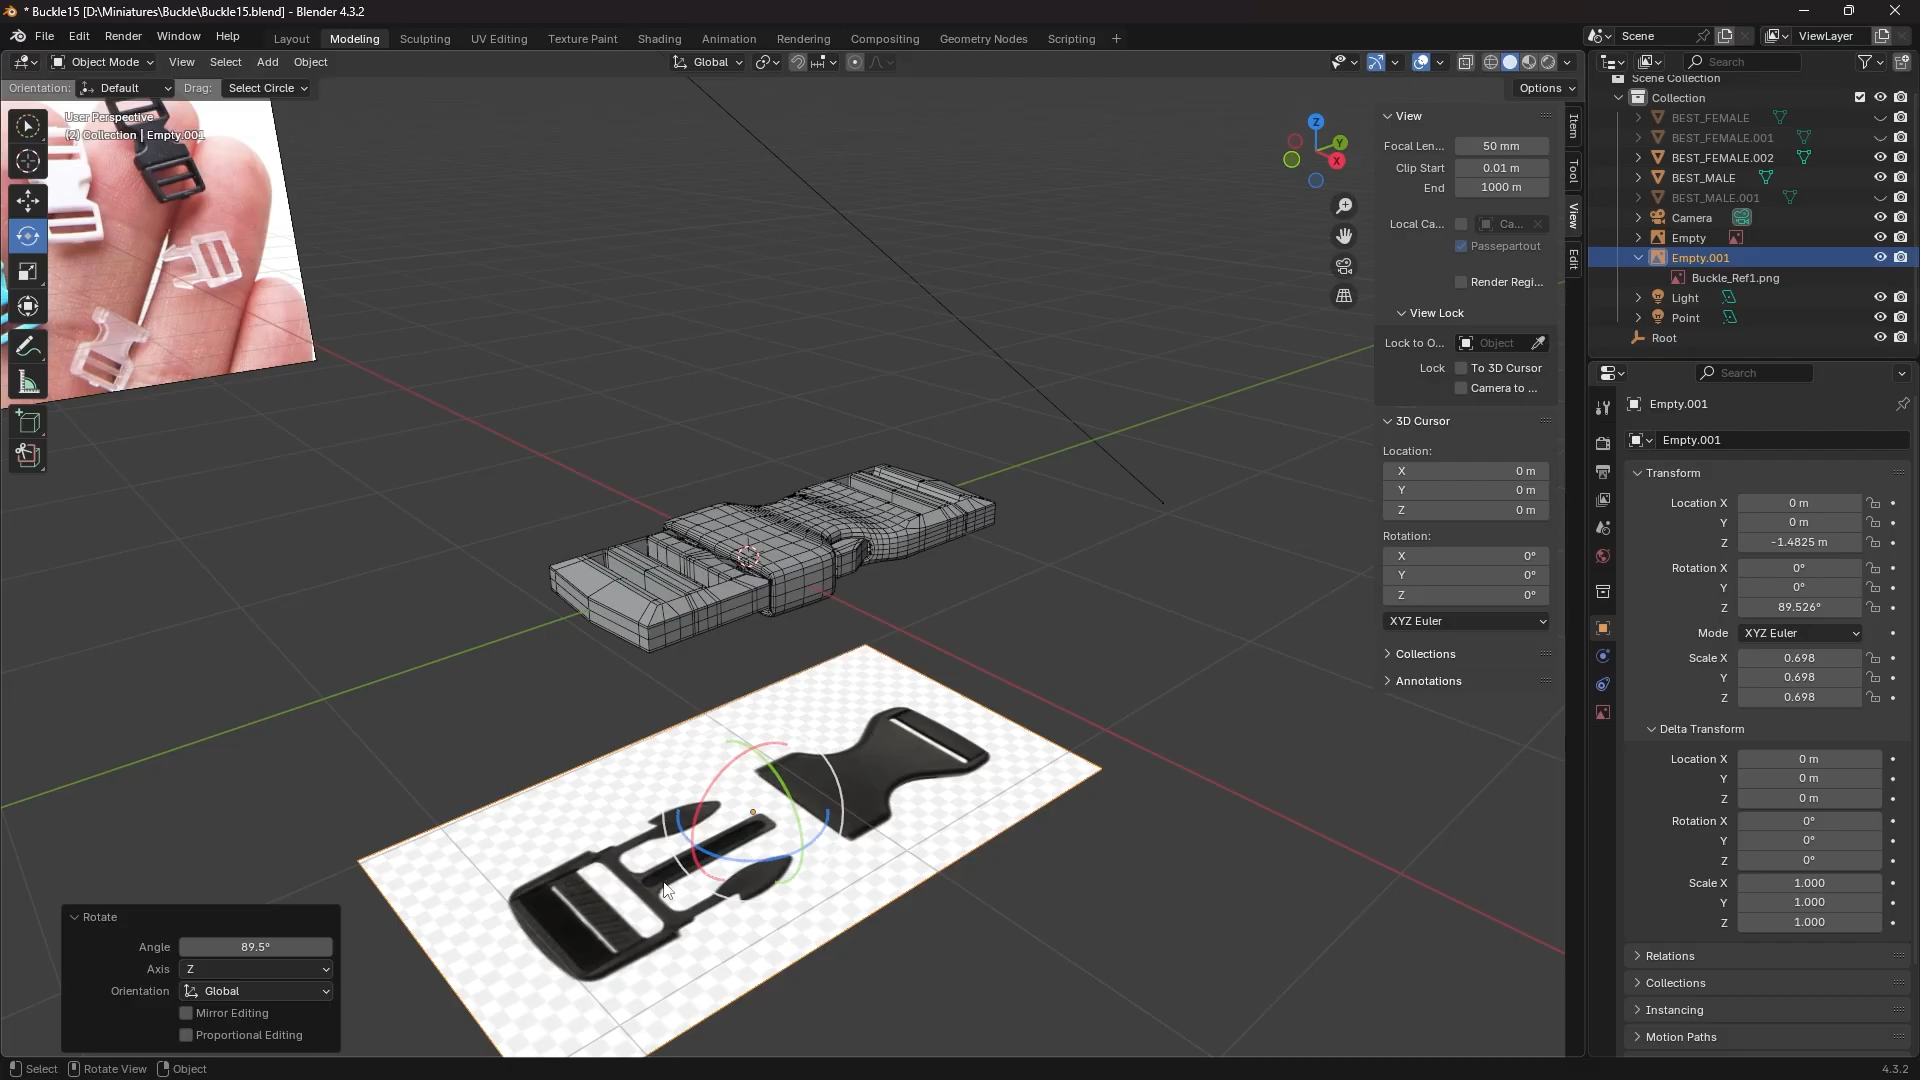 * Buckle15 [D:\Miniatures\Buckle\Buckle15.blend] - Blender 4.3.2
File Edit Render Window Help
Layout Modeling Sculpting UV Editing Texture Paint Shading Animation Rendering Compositing Geometry Nodes Scripting +
Scene ViewLayer
Object Mode View Select Add Object
Global
Search
Orientation: Default Drag: Select Circle
Options
User Perspective
(2) Collection | Empty.001
Z
Y
X
View
Focal Len... 50 mm
Clip Start 0.01 m
End 1000 m
Local Ca... Ca...
Passepartout
Render Regi...
View Lock
Lock to O... Object
Lock To 3D Cursor
Camera to ...
3D Cursor
Location:
X 0 m
Y 0 m
Z 0 m
Rotation:
X 0°
Y 0°
Z 0°
XYZ Euler
Collections
Annotations
Item
Tool
View
Edit
Scene Collection
Collection
BEST_FEMALE
BEST_FEMALE.001
BEST_FEMALE.002
BEST_MALE
BEST_MALE.001
Camera
Empty
Empty.001
Buckle_Ref1.png
Light
Point
Root
Search
Empty.001
Empty.001
Transform
Location X 0 m
Y 0 m
Z -1.4825 m
Rotation X 0°
Y 0°
Z 89.526°
Mode XYZ Euler
Scale X 0.698
Y 0.698
Z 0.698
Delta Transform
Location X 0 m
Y 0 m
Z 0 m
Rotation X 0°
Y 0°
Z 0°
Scale X 1.000
Y 1.000
Z 1.000
Relations
Collections
Instancing
Motion Paths
Rotate
Angle 89.5°
Axis Z
Orientation Global
Mirror Editing
Proportional Editing
Select Rotate View Object
4.3.2